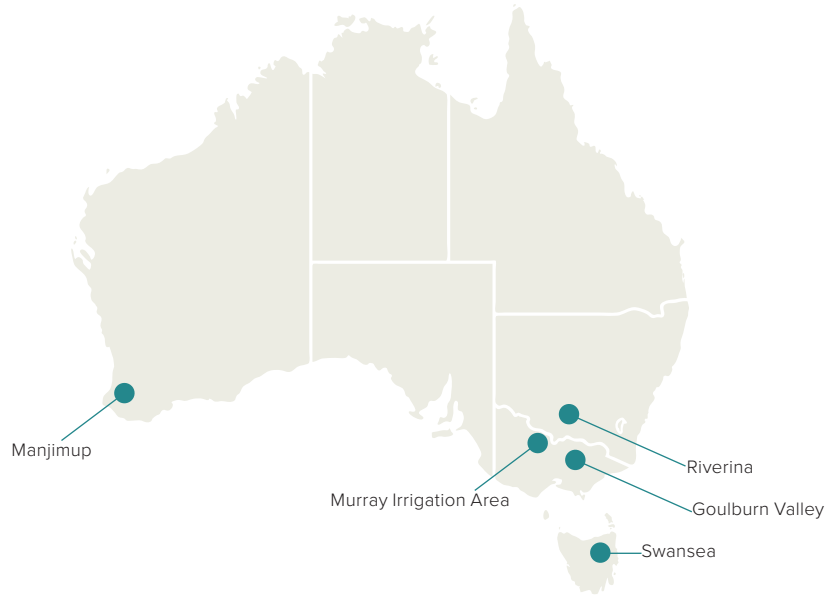 Manjimup
Riverina
Murray Irrigation Area
Goulburn Valley
Swansea